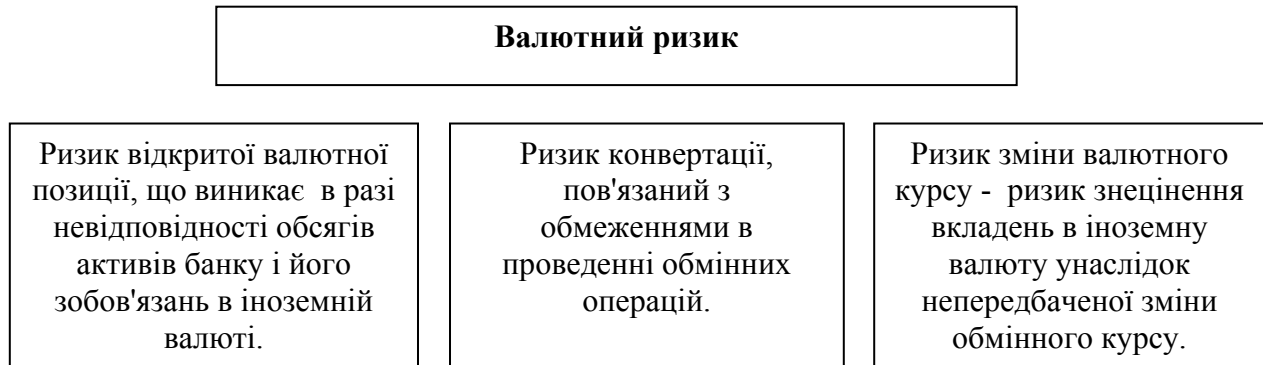 Валютний ризик
Ризик відкритої валютної
позиції, що виникає в разі
невідповідності обсягів
активів банку і його
зобов'язань в іноземній
валюті.
Ризик конвертації,
пов'язаний з
обмеженнями в
проведенні обмінних
операцій.
Ризик зміни валютного
курсу - ризик знецінення
вкладень в іноземну
валюту унаслідок
непередбаченої зміни
обмінного курсу.